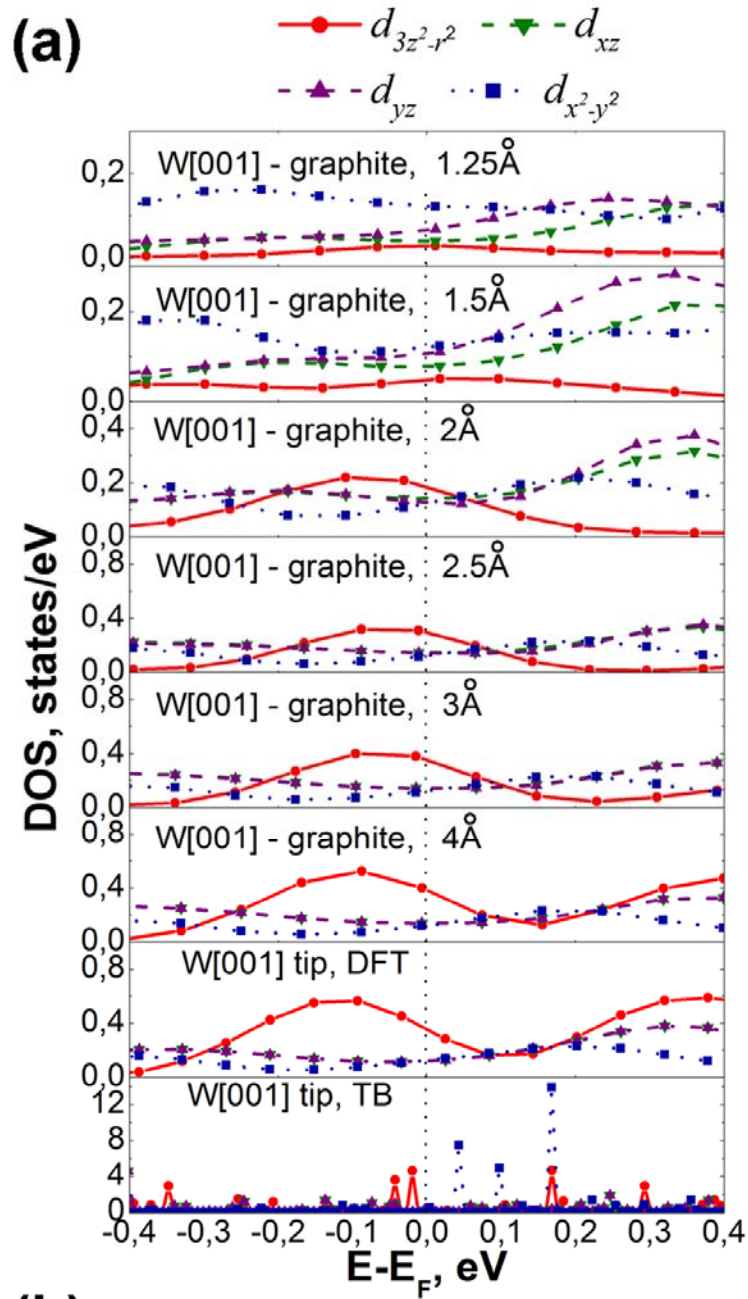 (a)
d3z²-r² dxz
dyz dx²-y²
W[001] - graphite, 1.25Å
0,2
0,0
W[001] - graphite, 1.5Å
0,2
0,0
W[001] - graphite, 2Å
0,4
0,2
0,0
W[001] - graphite, 2.5Å
0,8
0,4
0,0
W[001] - graphite, 3Å
0,8
0,4
0,0
W[001] - graphite, 4Å
0,8
0,4
0,0
W[001] tip, DFT
0,8
0,4
0,0
W[001] tip, TB
12
8
4
0
-0,4 -0,3 -0,2 -0,1 0,0 0,1 0,2 0,3 0,4
E-EF, eV
DOS, states/eV